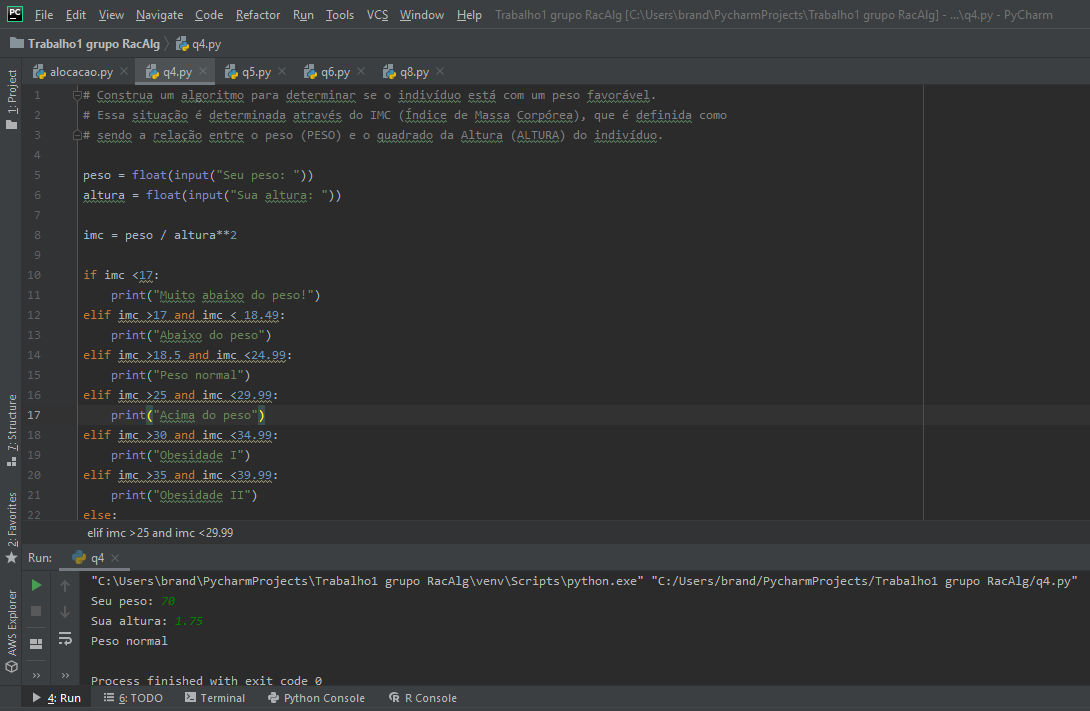 PC File Edit View Navigate Code Refactor Run Tools VCS Window Help Trabalho1 grupo RacAlg [C:\Users\brand\PycharmProjects\Trabalho1 grupo RacAlg] - ...\q4.py - PyCharm
Trabalho1 grupo RacAlg q4.py
alocacao.py q4.py q5.py q6.py q8.py
1: Project
1 # Construa um algoritmo para determinar se o indivíduo está com um peso favorável.
2 # Essa situação é determinada através do IMC (Índice de Massa Corpórea), que é definida como
3 # sendo a relação entre o peso (PESO) e o quadrado da Altura (ALTURA) do indivíduo.
4
5 peso = float(input("Seu peso: "))
6 altura = float(input("Sua altura: "))
7
8 imc = peso / altura**2
9
10 if imc <17:
11 print("Muito abaixo do peso!")
12 elif imc >17 and imc < 18.49:
13 print("Abaixo do peso")
14 elif imc >18.5 and imc <24.99:
15 print("Peso normal")
16 elif imc >25 and imc <29.99:
17 print("Acima do peso")
18 elif imc >30 and imc <34.99:
19 print("Obesidade I")
20 elif imc >35 and imc <39.99:
21 print("Obesidade II")
22 else:
elif imc >25 and imc <29.99
7: Structure
2: Favorites
AWS Explorer
Run: q4
"C:\Users\brand\PycharmProjects\Trabalho1 grupo RacAlg\venv\Scripts\python.exe" "C:/Users/brand/PycharmProjects/Trabalho1 grupo RacAlg/q4.py"
Seu peso: 70
Sua altura: 1.75
Peso normal
Process finished with exit code 0
4: Run 6: TODO Terminal Python Console R Console